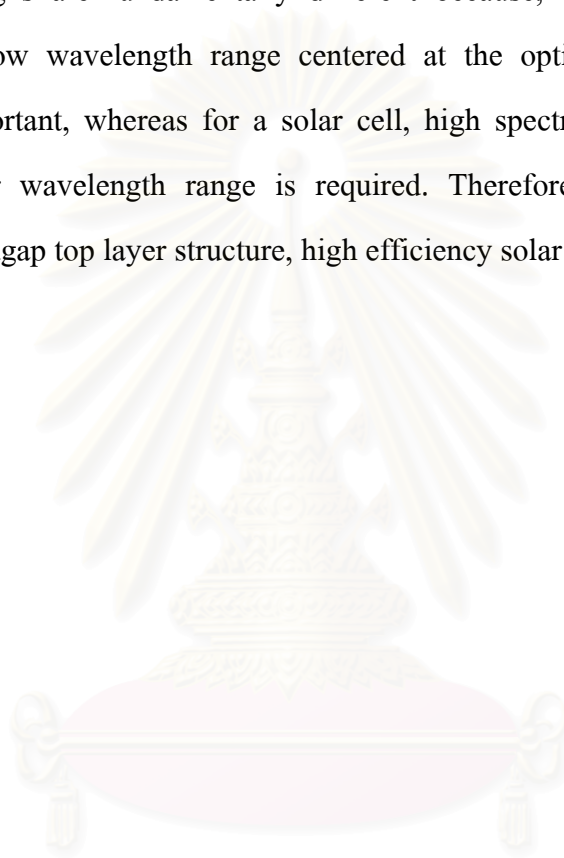 ow wavelength range centered at the opti
ortant, whereas for a solar cell, high spectr
wavelength range is required. Therefore
gap top layer structure, high efficiency solar